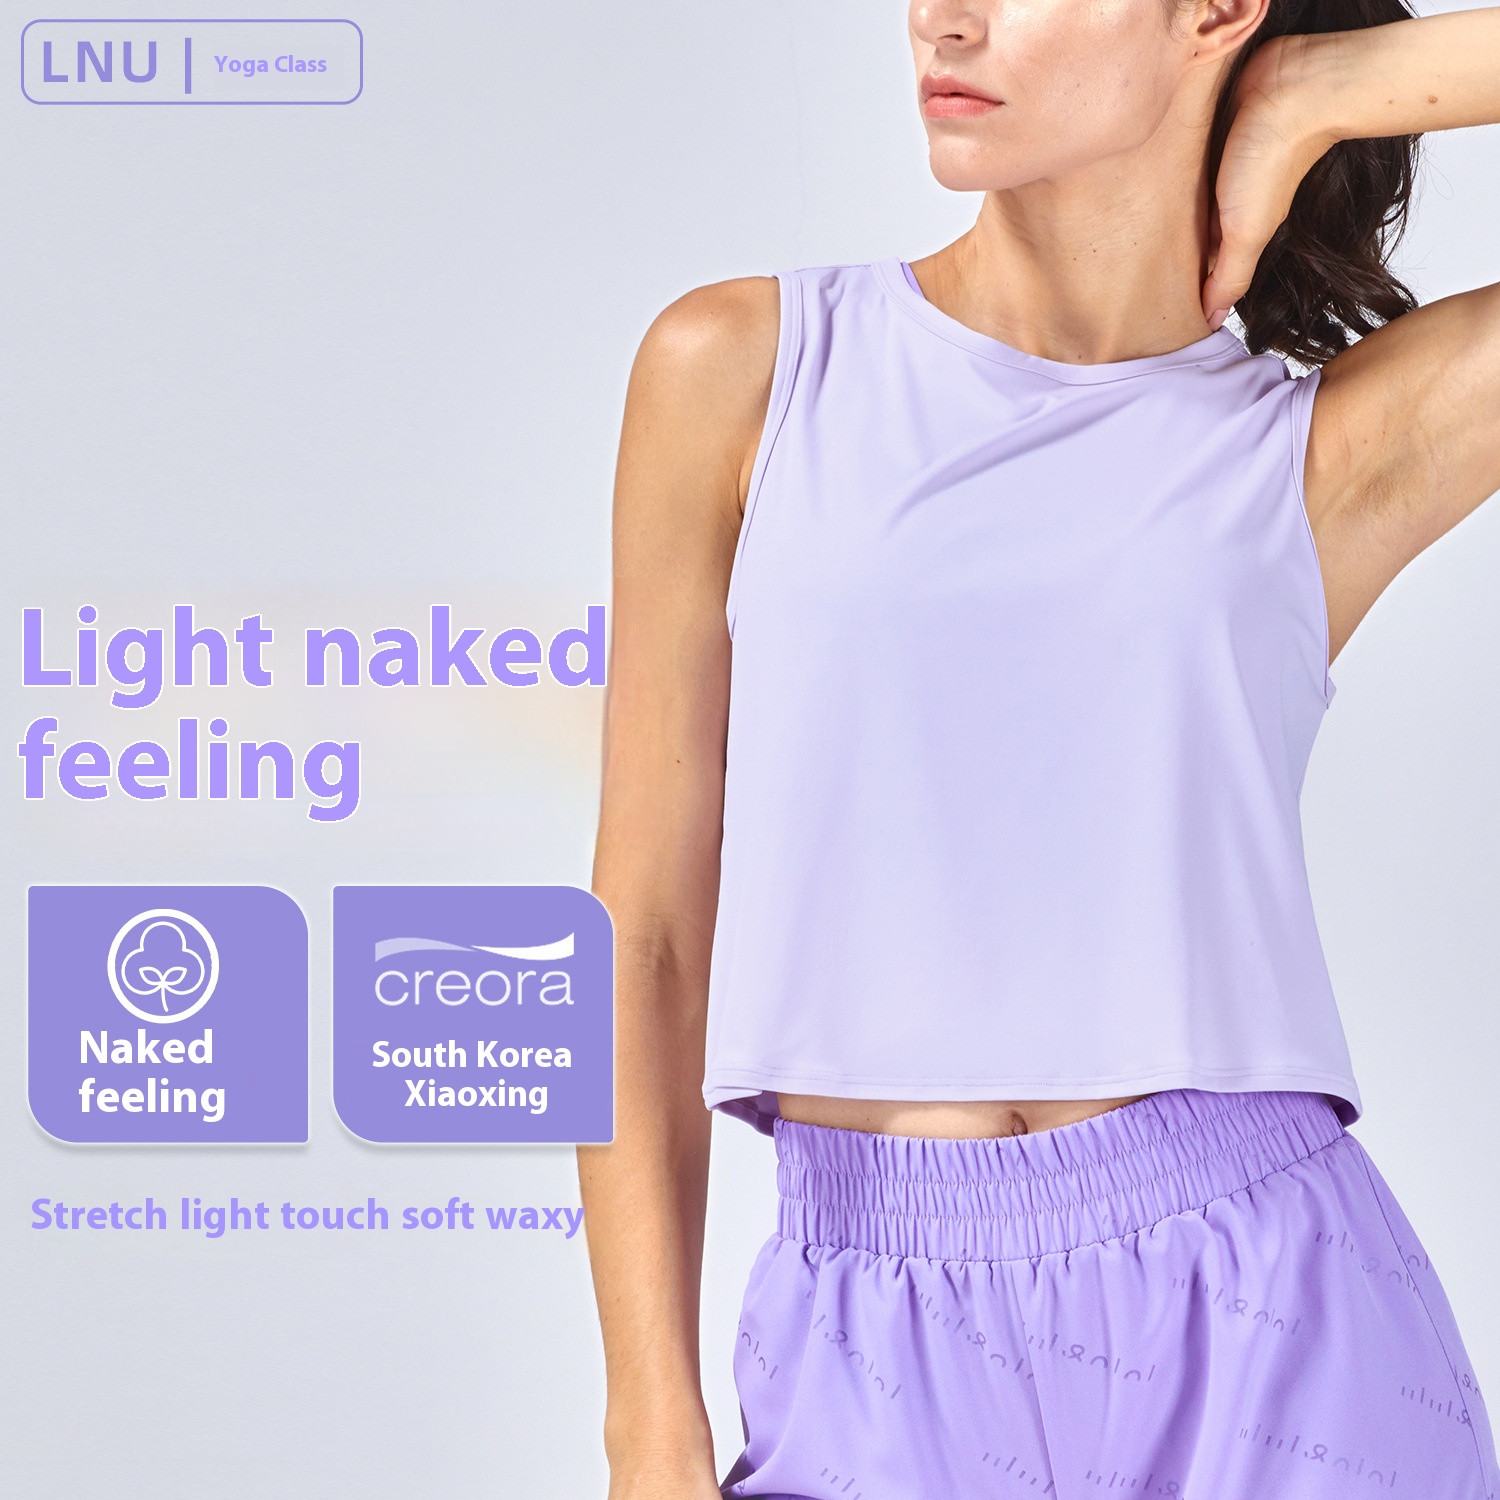 LNU | Yoga Class
Light naked
feeling
Naked
feeling
creora
South Korea
Xiaoxing
Stretch light touch soft waxy